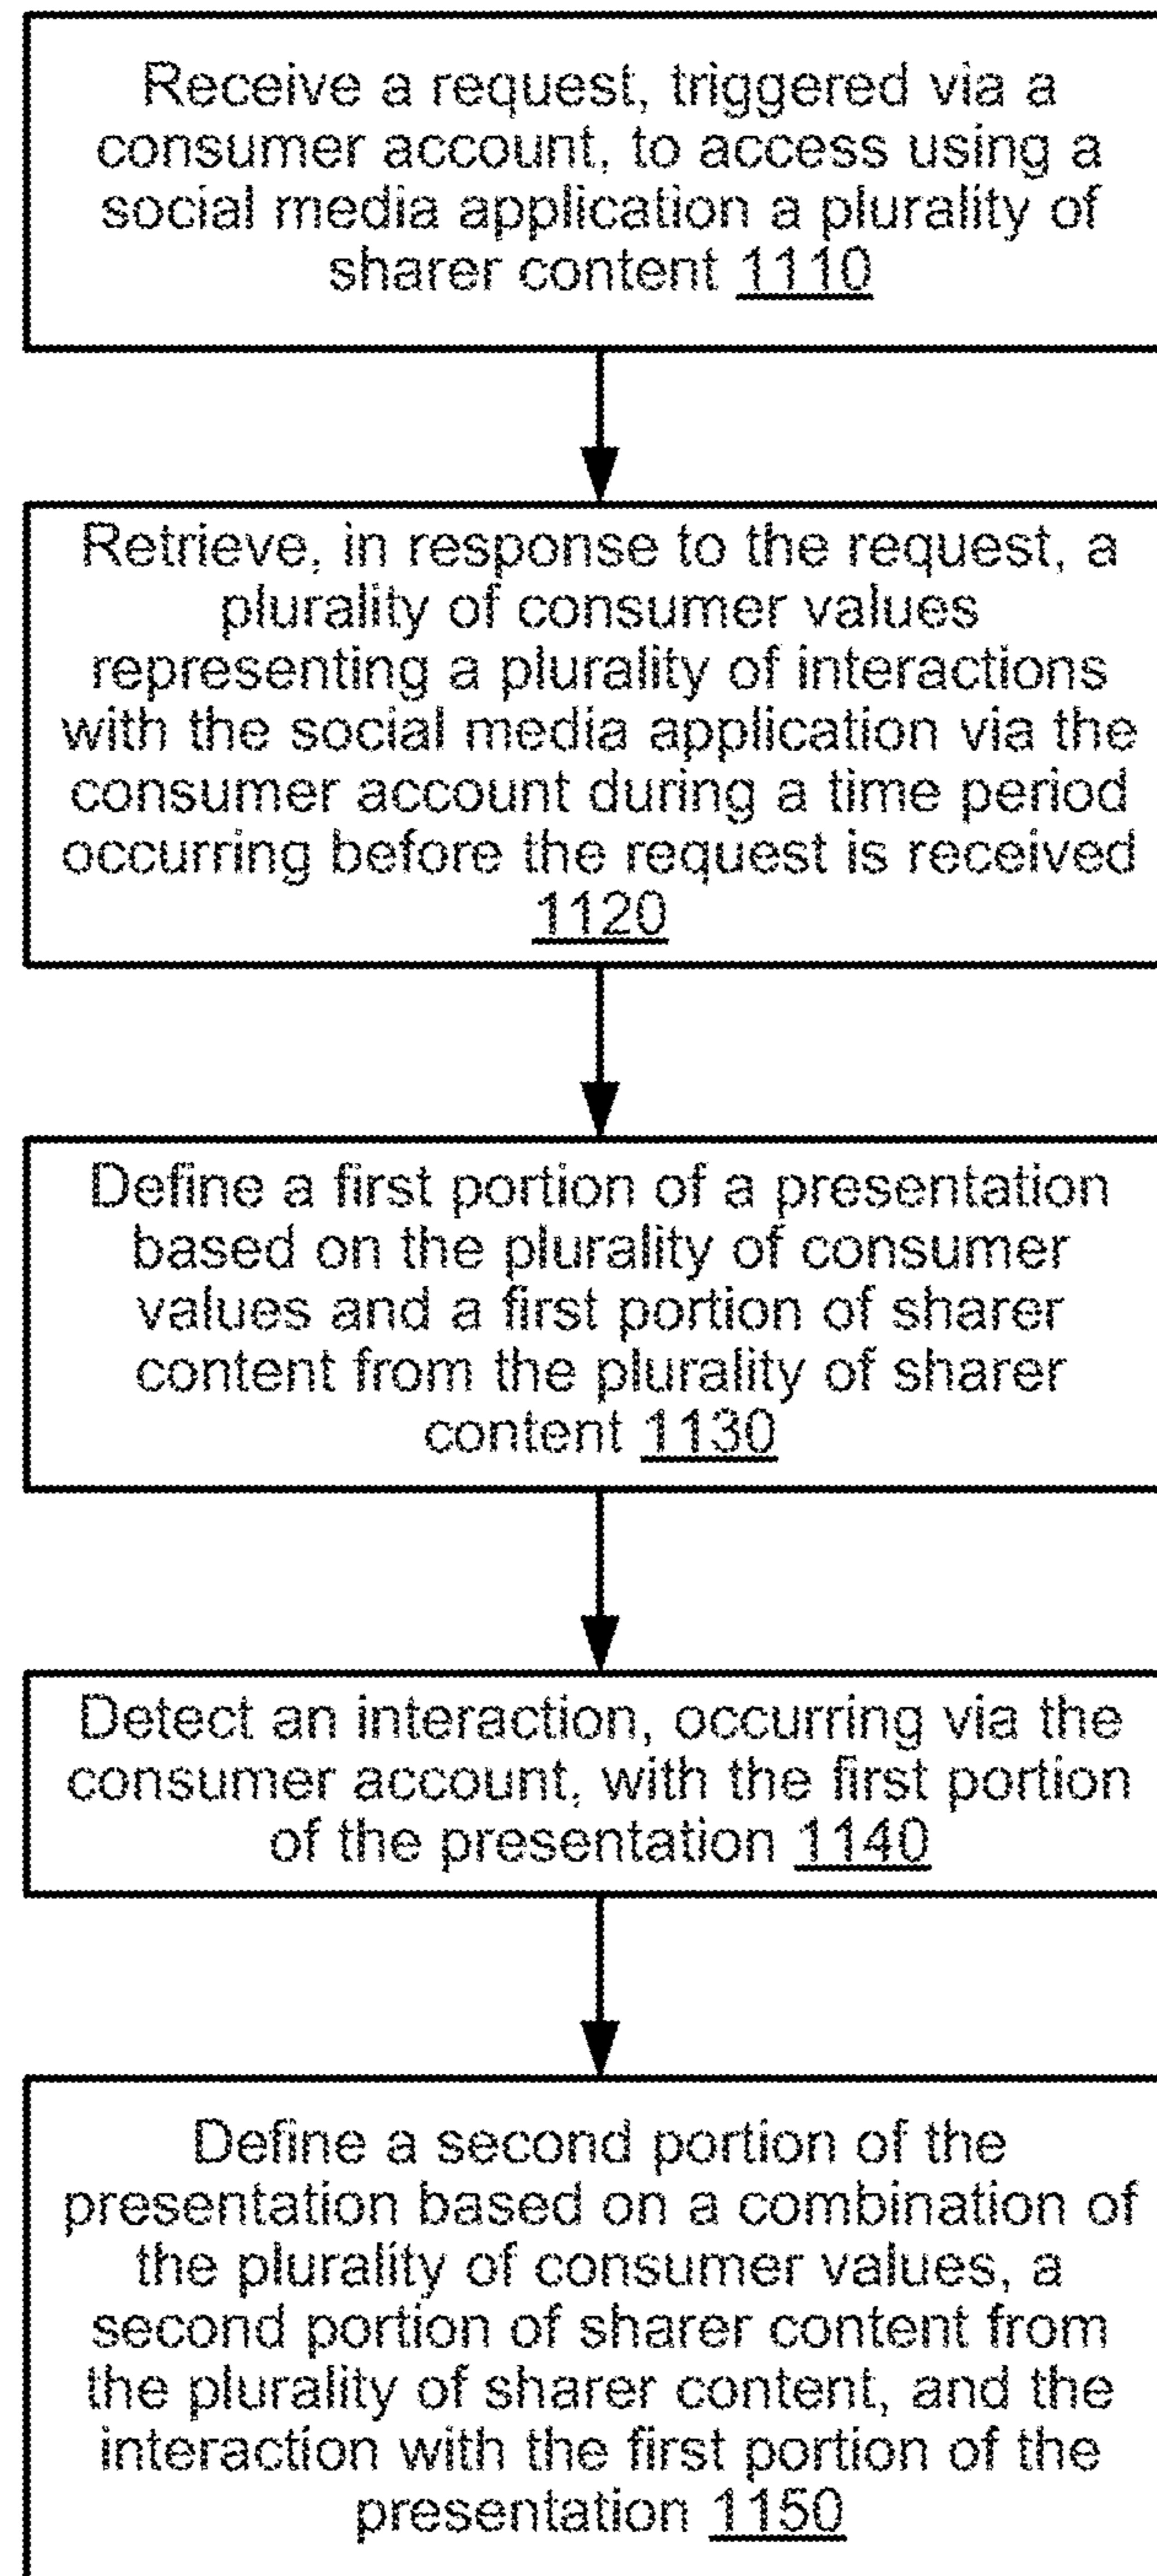 Receive a request, triggered via a
consumer account, to access using a
social media application a plurality of
sharer content 1110
Retrieve, in response to the request, a
plurality of consumer values
representing a plurality of interactions
with the social media application via the
consumer account during a time period
occurring before the request is received
1120
Define a first portion of a presentation
based on the plurality of consumer
values and a first portion of sharer
content from the plurality of sharer
content 1130
Detect an interaction, occurring via the
consumer account, with the first portion
of the presentation 1140
Define a second portion of the
presentation based on a combination of
the plurality of consumer values, a
second portion of sharer content from
the plurality of sharer content, and the
interaction with the first portion of the
presentation 1150